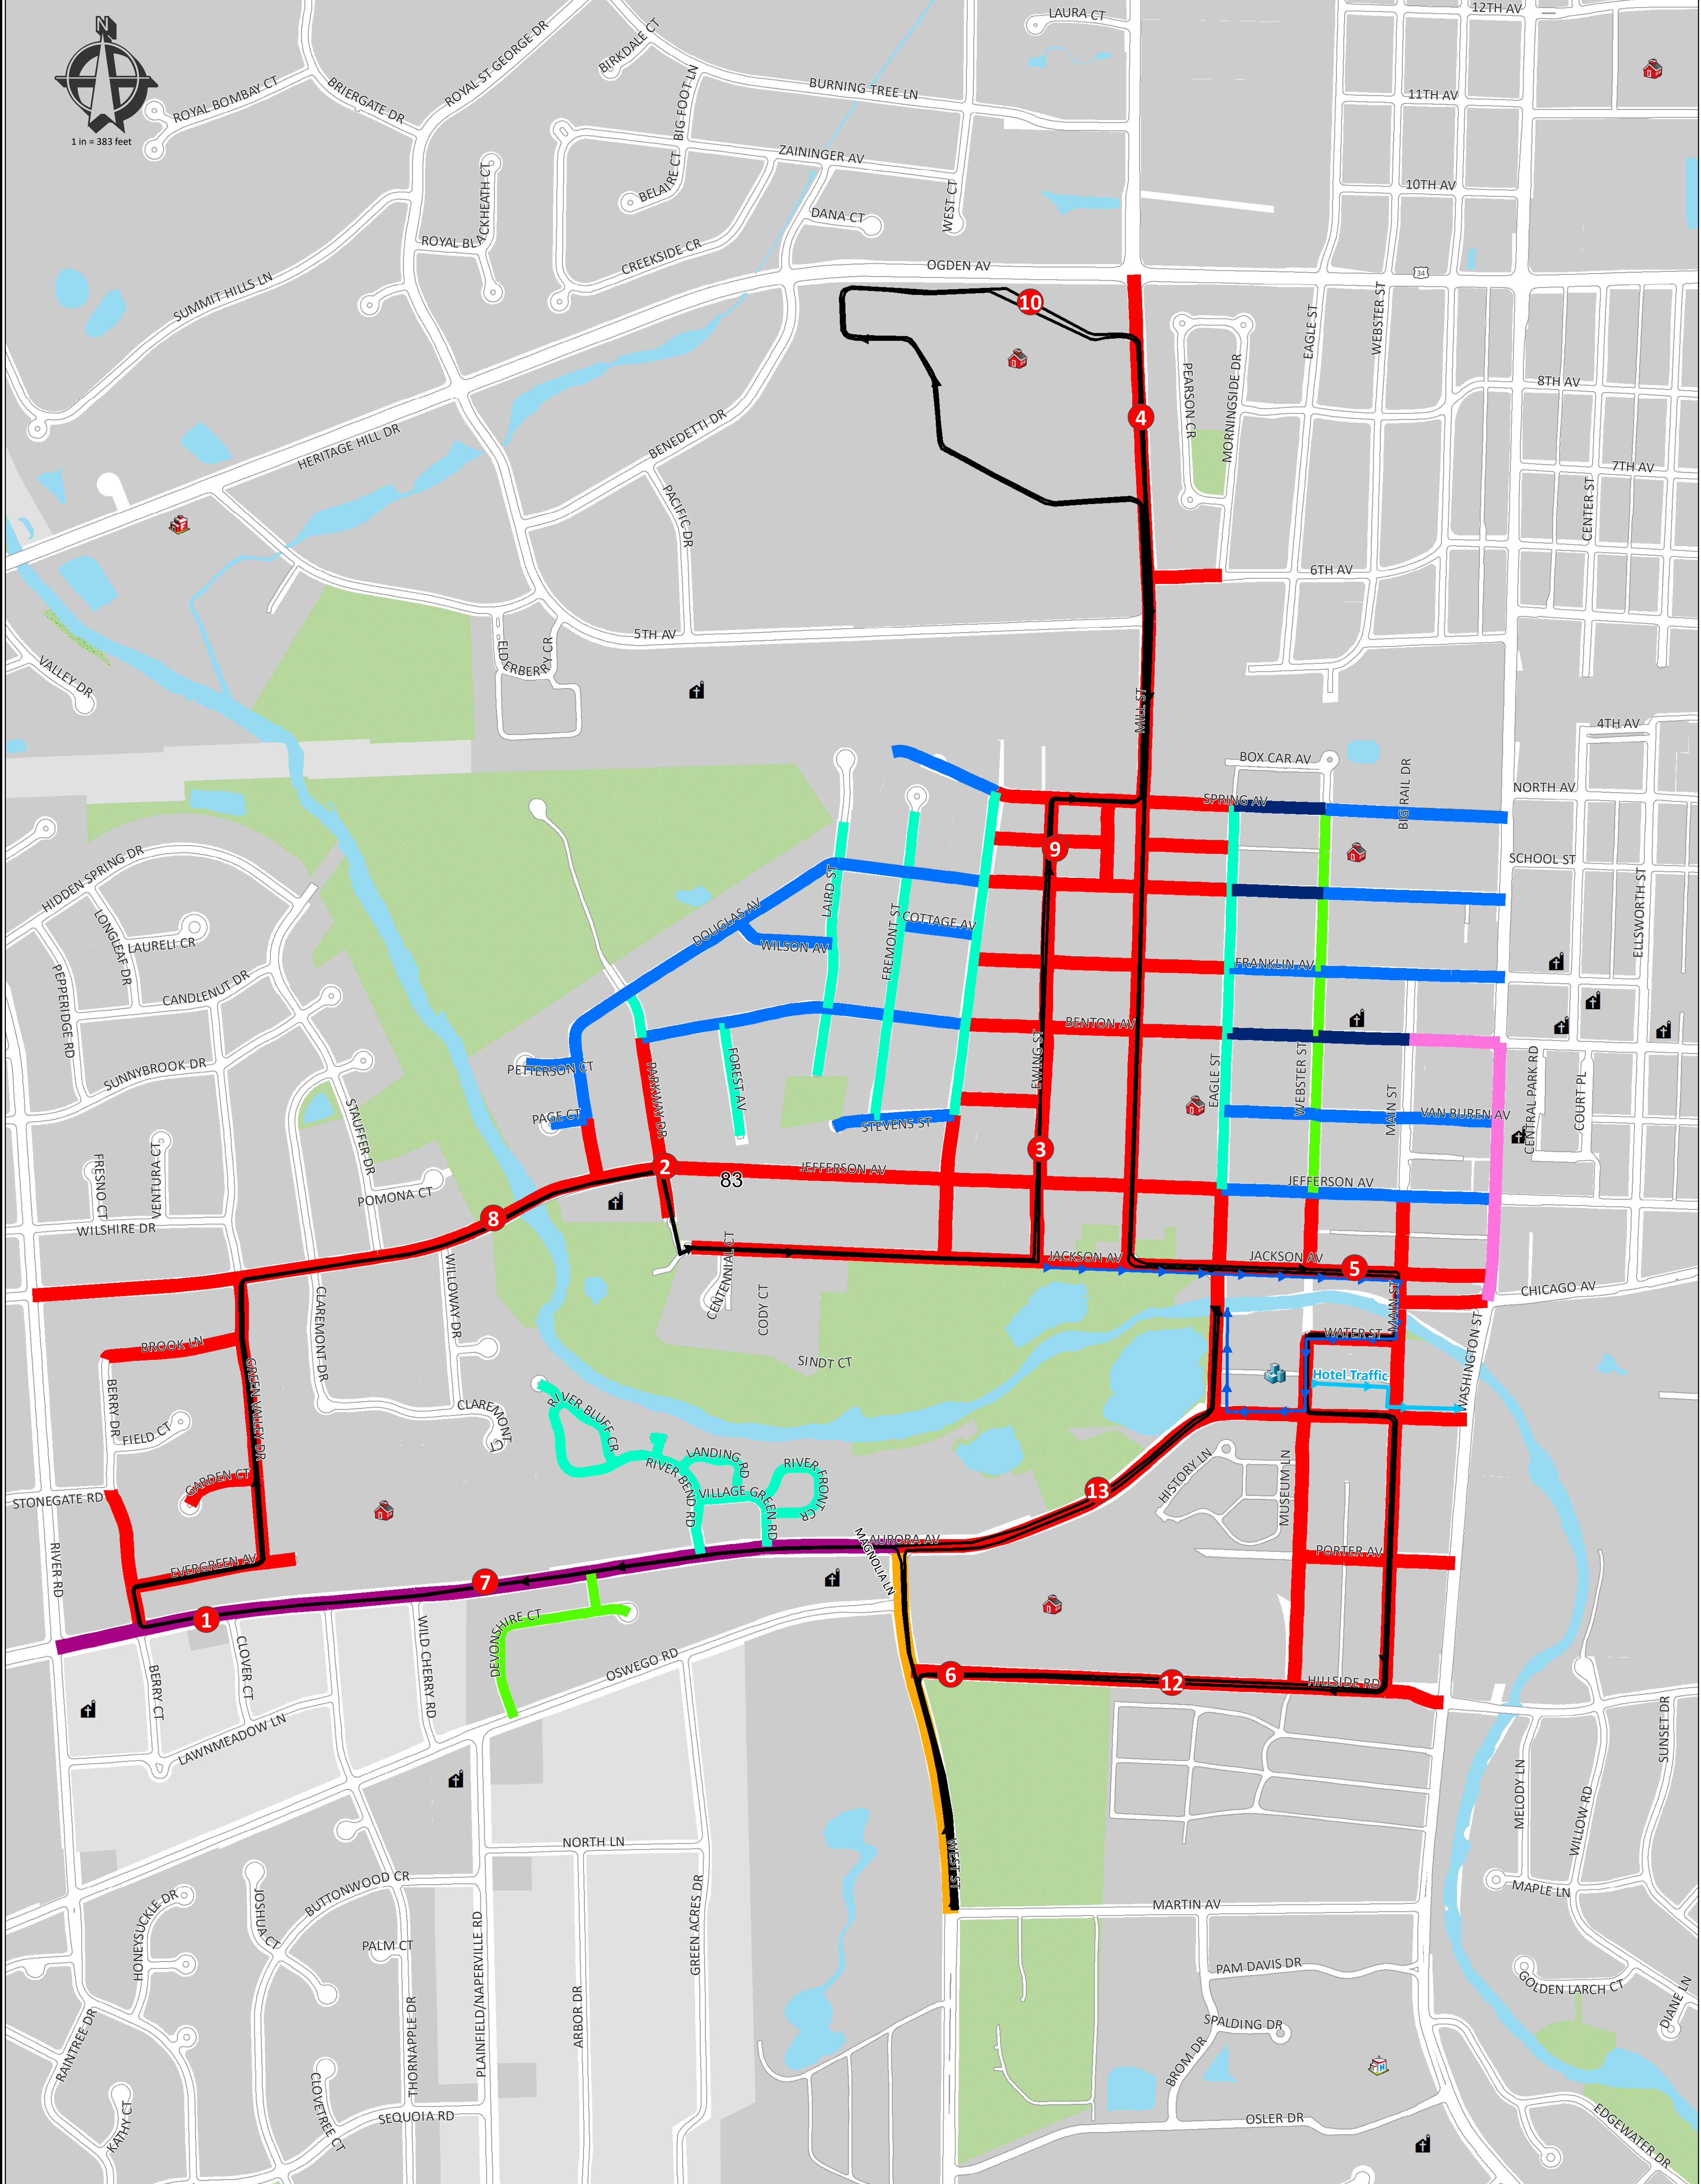 N
1 in = 383 feet
LAURA CT
12TH AV
ROYAL ST GEORGE DR
BIRKDALE CT
ROYAL BOMBAY CT
BRIERGATE DR
BIG FOOT LN
BURNING TREE LN
11TH AV
ZAININGER AV
BELAIRE CT
ROYAL BLACKHEATH CT
10TH AV
WEST CT
DANA CT
CREEKSIDE CR
OGDEN AV
34
SUMMIT HILLS LN
10
EAGLE ST
WEBSTER ST
PEARSON CR
MORNINGSIDE DR
8TH AV
4
HERITAGE HILL DR
BENEDETTI DR
7TH AV
PACIFIC DR
CENTER ST
F
6TH AV
5TH AV
ELDERBERRY CR
VALLEY DR
MILL ST
4TH AV
BOX CAR AV
BIG RAIL DR
NORTH AV
SPRING AV
9
SCHOOL ST
HIDDEN SPRING DR
LAIRD ST
ELLSWORTH ST
DOUGLAS AV
COTTAGE AV
FREMONT ST
LONGLEAF DR
LAURELI CR
WILSON AV
FRANKLIN AV
PEPPERIDGE RD
CANDLENUT DR
BENTON AV
SUNNYBROOK DR
PETTERSON CT
FOREST AV
PARKWAY DR
EWING ST
EAGLE ST
WEBSTER ST
MAIN ST
CENTRAL PARK RD
COURT PL
STAUFFER DR
PAGE CT
STEVENS ST
VAN BUREN AV
3
FRESNO CT
VENTURA CT
2
JEFFERSON AV
83
JEFFERSON AV
POMONA CT
8
WILSHIRE DR
CENTENNIAL CT
JACKSON AV
JACKSON AV
5
WILLOWAY DR
CHICAGO AV
CLAREMONT DR
CODY CT
MAIN ST
WATER ST
BROOK LN
SINDT CT
WASHINGTON ST
Hotel Traffic
GREEN VALLEY DR
BERRY DR
RIVER BLUFF CR
CLAREMONT CT
FIELD CT
LANDING RD
RIVER BEND RD
RIVER FRONT CR
HISTORY LN
MUSEUM LN
GARDEN CT
VILLAGE GREEN RD
13
STONEGATE RD
AURORA AV
MAGNOLIA LN
PORTER AV
RIVER RD
EVERGREEN AV
7
1
DEVONSHIRE CT
WILD CHERRY RD
CLOVER CT
OSWEGO RD
6
12
HILLSIDE RD
BERRY CT
SUNSET DR
LAWNMEADOW LN
MELODY LN
WILLOW RD
NORTH LN
WEST ST
BUTTONWOOD CR
HONEYSUCKLE DR
JOSHUA CT
MAPLE LN
MARTIN AV
GREEN ACRES DR
PLAINFIELD/NAPERVILLE RD
PALM CT
PAM DAVIS DR
GOLDEN LARCH CT
DIANE LN
ARBOR DR
THORNAPPLE DR
SPALDING DR
RAINTREE DR
BROM DR
H
CLOVETREE CT
KATHY CT
SEQUOIA RD
OSLER DR
EDGEWATER DR